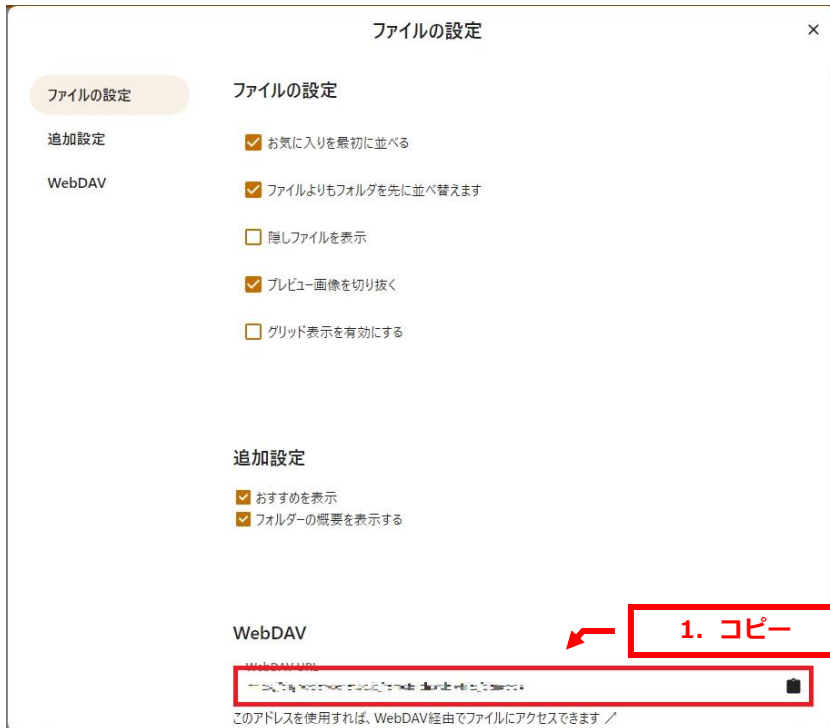 ファイルの設定
×
ファイルの設定
追加設定
WebDAV
ファイルの設定
お気に入りを最初に並べる
ファイルよりもフォルダを先に並べ替えます
隠しファイルを表示
プレビュー画像を切り抜く
グリッド表示を有効にする
追加設定
おすすめを表示
フォルダーの概要を表示する
1. コピー
WebDAV
WebDAV URL
このアドレスを使用すれば、WebDAV経由でファイルにアクセスできます ↗